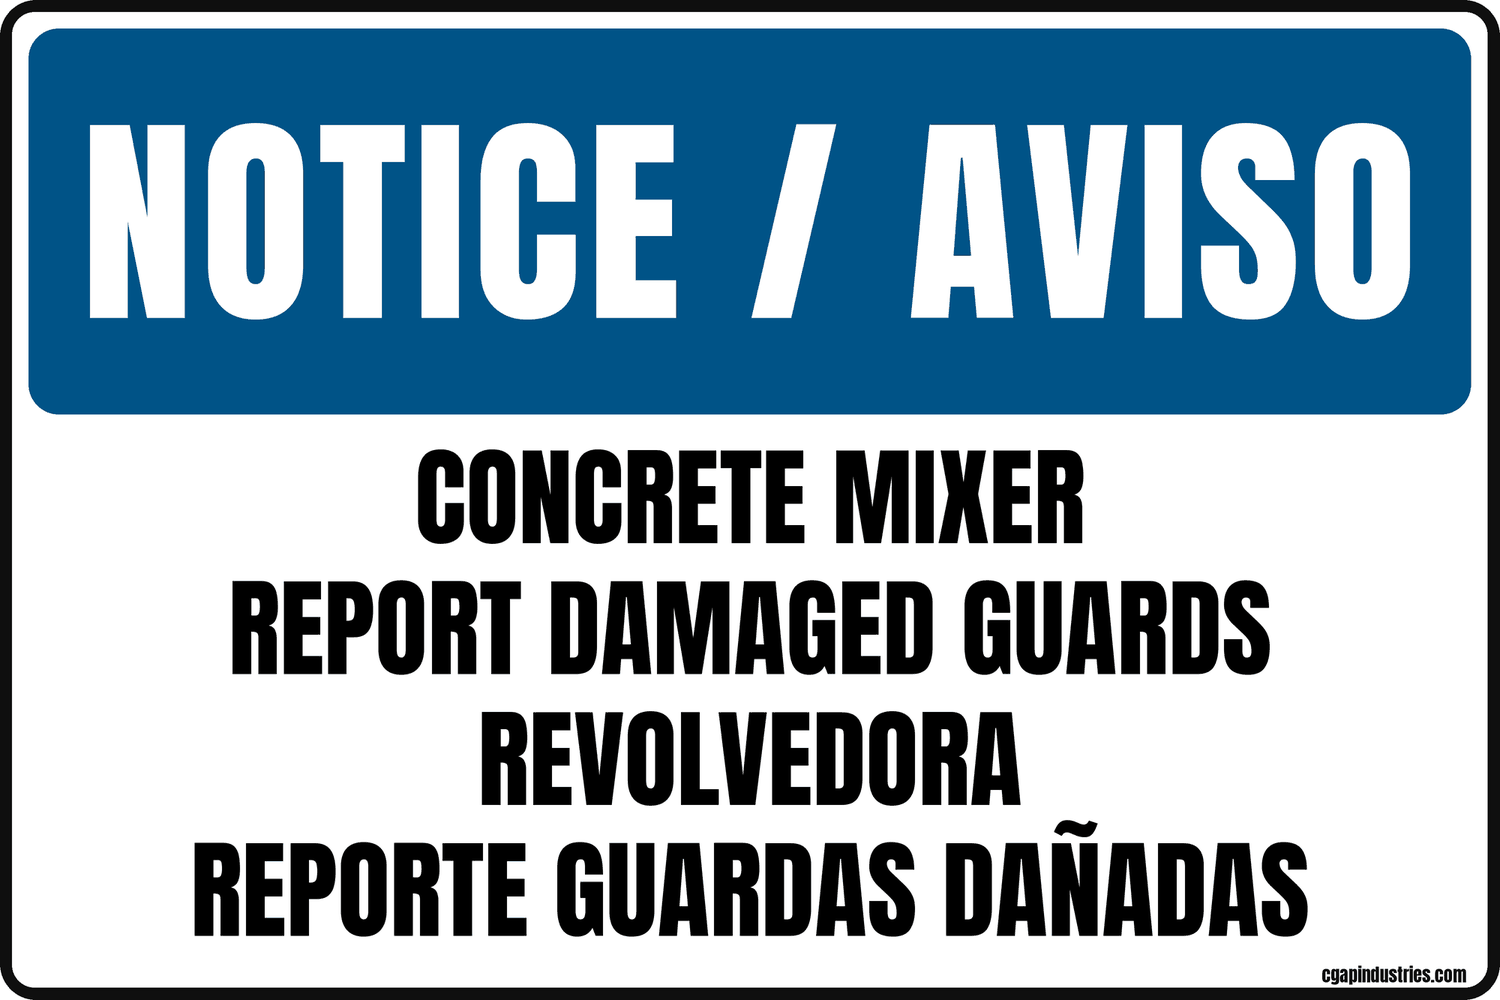 NOTICE / AVISO
CONCRETE MIXER
REPORT DAMAGED GUARDS
REVOLVEDORA
REPORTE GUARDAS DAÑADAS
cgapindustries.com